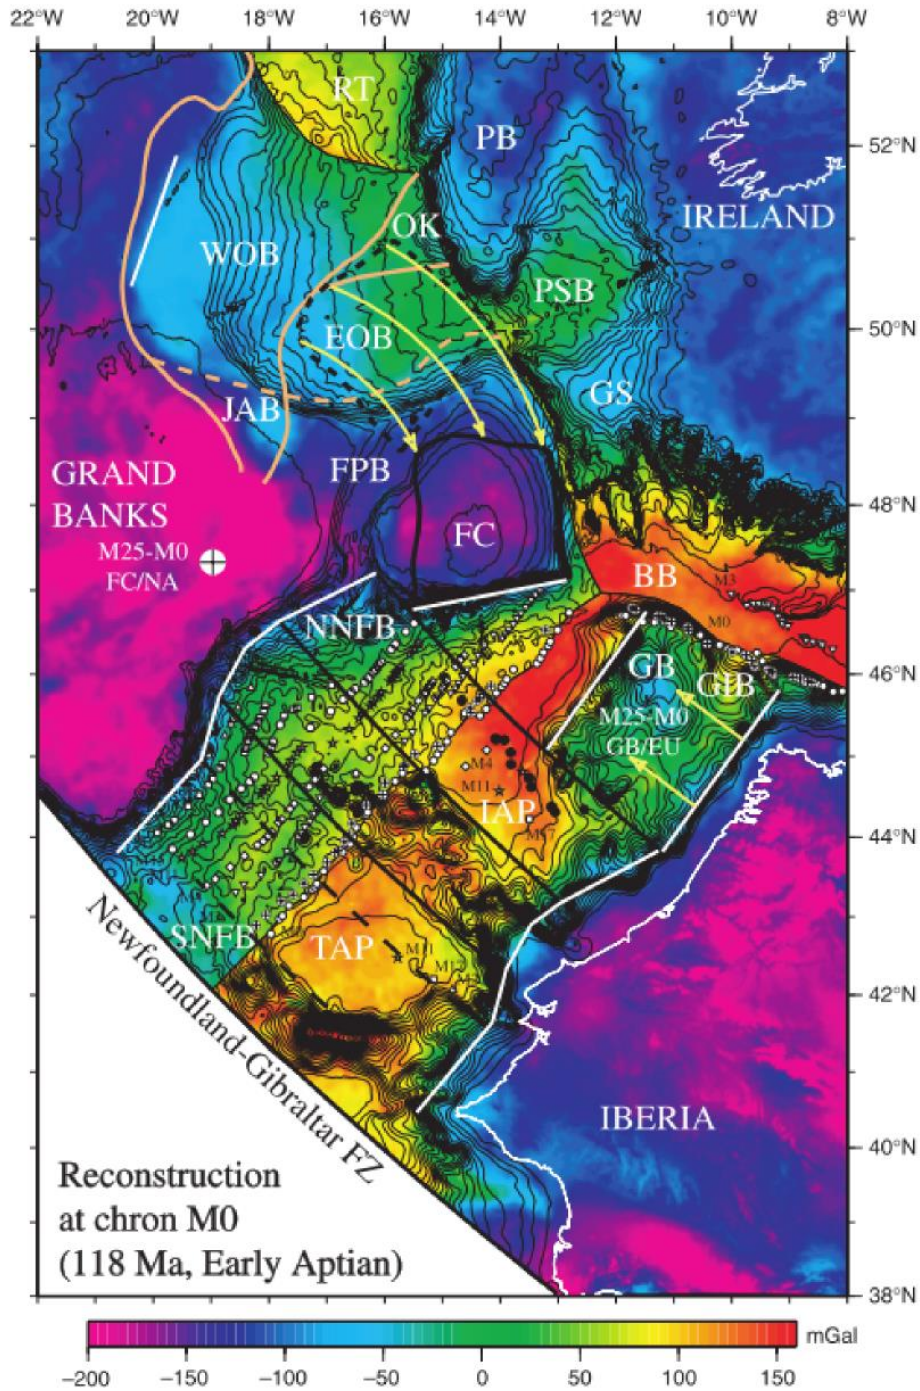 22°W 20°W 18°W 16°W 14°W 12°W 10°W 8°W
RT
PB
52°N
IRELAND
OK
WOB
PSB
EOB
50°N
GS
JAB
GRAND
BANKS
FPB
48°N
M25-M0
FC/NA
FC
BB
M3
M0
NNFB
GB
GIB
46°N
M25-M0
GB/EU
M4
M11
IAP
M17
44°N
SNFB
TAP
M11
M17
42°N
Newfoundland-Gibraltar FZ
IBERIA
40°N
Reconstruction
at chron M0
(118 Ma, Early Aptian)
38°N
mGal
−200 −150 −100 −50 0 50 100 150